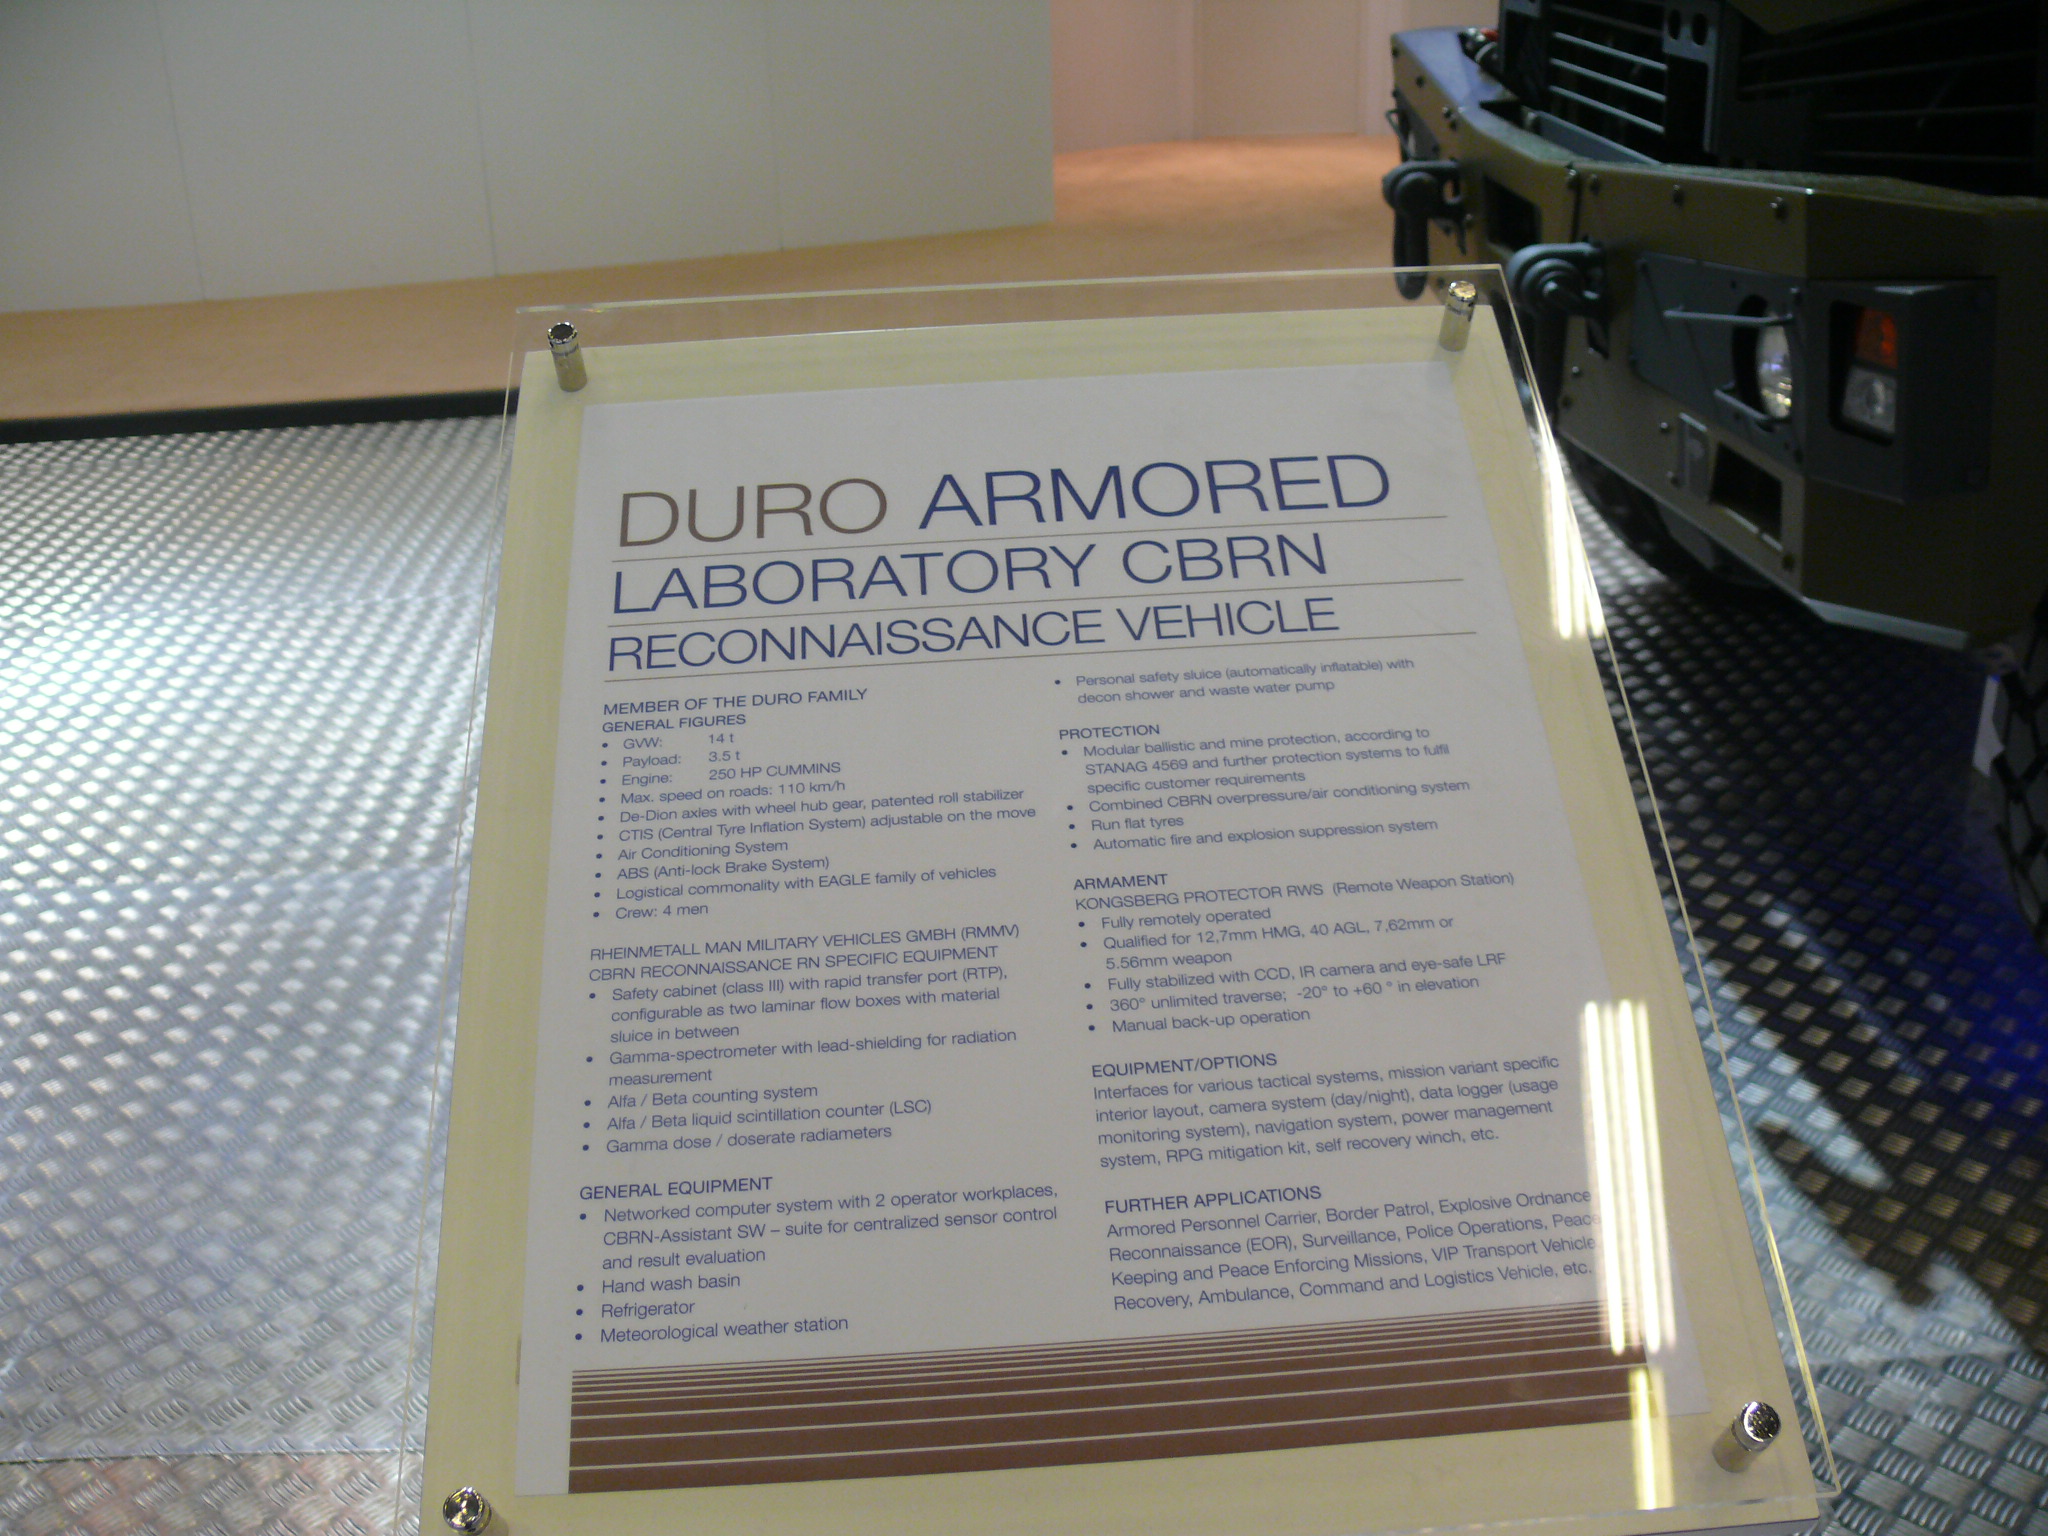 DURO ARMORED
LABORATORY CBRN
RECONNAISSANCE VEHICLE
MEMBER OF THE DURO FAMILY
GENERAL FIGURES
• GVW: 14 t
• Payload: 3.5 t
• Engine: 250 HP CUMMINS
• Max. speed on roads: 110 km/h
• De-Dion axles with wheel hub gear, patented roll stabilizer
• CTIS (Central Tyre Inflation System) adjustable on the move
• Air Conditioning System
• ABS (Anti-lock Brake System)
• Logistical commonality with EAGLE family of vehicles
• Crew: 4 men
RHEINMETALL MAN MILITARY VEHICLES GMBH (RMMV)
CBRN RECONNAISSANCE RN SPECIFIC EQUIPMENT
• Safety cabinet (class III) with rapid transfer port (RTP),
configurable as two laminar flow boxes with material
sluice in between
• Gamma-spectrometer with lead-shielding for radiation
measurement
• Alfa / Beta counting system
• Alfa / Beta liquid scintillation counter (LSC)
• Gamma dose / doserate radiameters
GENERAL EQUIPMENT
• Networked computer system with 2 operator workplaces,
CBRN-Assistant SW – suite for centralized sensor control
and result evaluation
• Hand wash basin
• Refrigerator
• Meteorological weather station
• Personal safety sluice (automatically inflatable) with
decon shower and waste water pump
PROTECTION
• Modular ballistic and mine protection, according to
STANAG 4569 and further protection systems to fulfil
specific customer requirements
• Combined CBRN overpressure/air conditioning system
• Run flat tyres
• Automatic fire and explosion suppression system
ARMAMENT
KONGSBERG PROTECTOR RWS (Remote Weapon Station)
• Fully remotely operated
• Qualified for 12,7mm HMG, 40 AGL, 7,62mm or
5.56mm weapon
• Fully stabilized with CCD, IR camera and eye-safe LRF
• 360° unlimited traverse; -20° to +60 ° in elevation
• Manual back-up operation
EQUIPMENT/OPTIONS
Interfaces for various tactical systems, mission variant specific
interior layout, camera system (day/night), data logger (usage
monitoring system), navigation system, power management
system, RPG mitigation kit, self recovery winch, etc.
FURTHER APPLICATIONS
Armored Personnel Carrier, Border Patrol, Explosive Ordnance
Reconnaissance (EOR), Surveillance, Police Operations, Peace
Keeping and Peace Enforcing Missions, VIP Transport Vehicle,
Recovery, Ambulance, Command and Logistics Vehicle, etc.